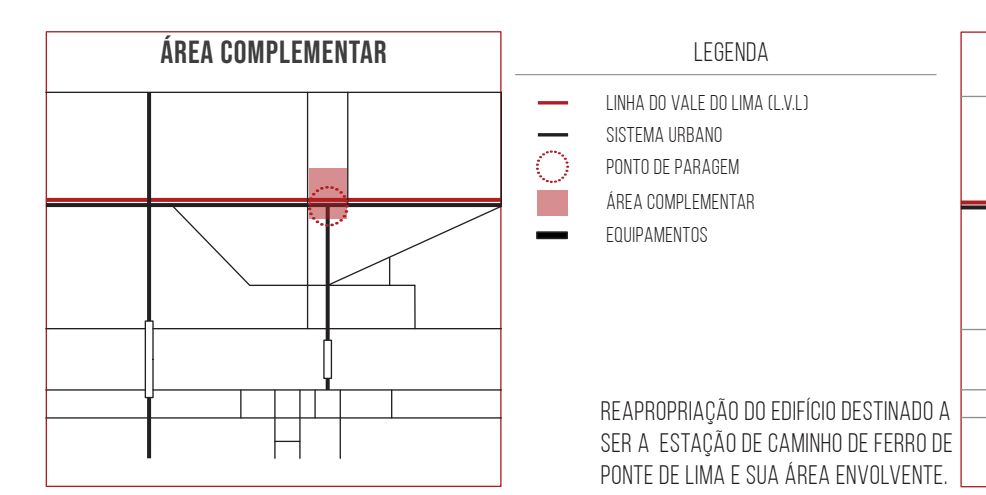 ÁREA COMPLEMENTAR
LEGENDA
LINHA DO VALE DO LIMA (L.V.L)
SISTEMA URBANO
PONTO DE PARAGEM
ÁREA COMPLEMENTAR
EQUIPAMENTOS
REAPROPRIAÇÃO DO EDIFÍCIO DESTINADO A
SER A ESTAÇÃO DE CAMINHO DE FERRO DE
PONTE DE LIMA E SUA ÁREA ENVOLVENTE.